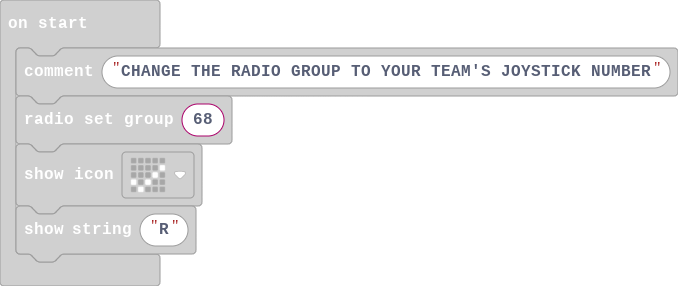 on start
comment "CHANGE THE RADIO GROUP TO YOUR TEAM'S JOYSTICK NUMBER"
radio set group 68
show icon
show string "R"